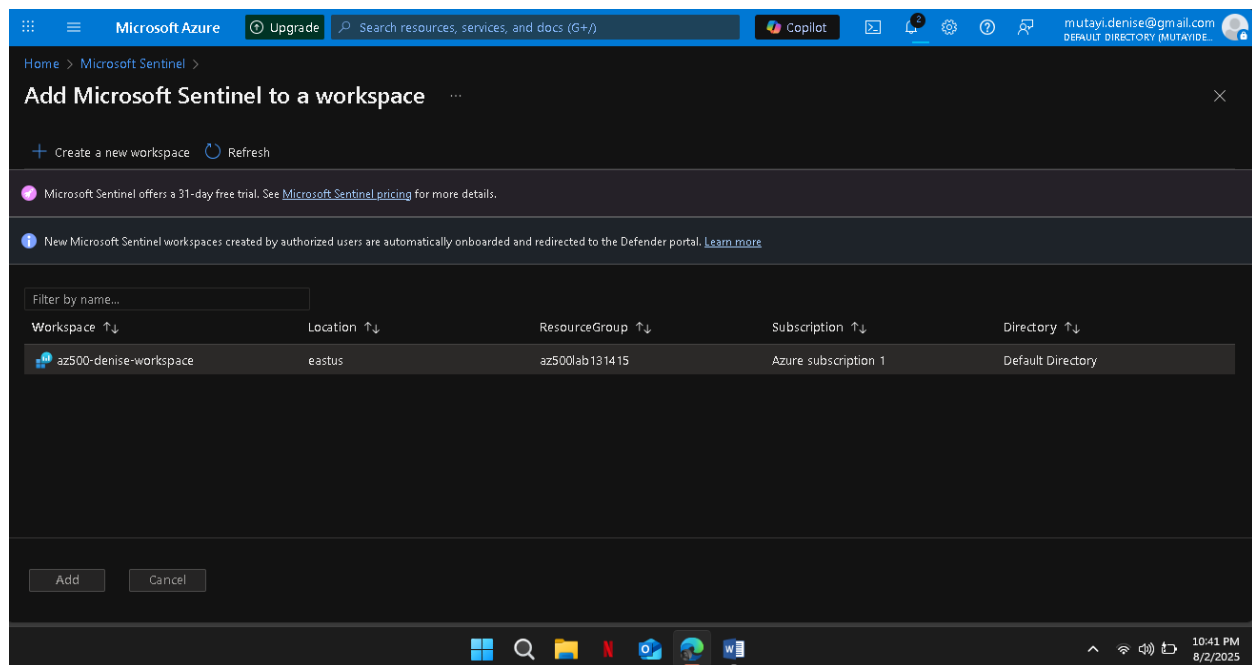 Microsoft Azure Upgrade Search resources, services, and docs (G+/) Copilot 2 mutayi.denise@gmail.com
DEFAULT DIRECTORY (MUTAYIDE...
Home > Microsoft Sentinel >
Add Microsoft Sentinel to a workspace ...
+ Create a new workspace Refresh
Microsoft Sentinel offers a 31-day free trial. See Microsoft Sentinel pricing for more details.
New Microsoft Sentinel workspaces created by authorized users are automatically onboarded and redirected to the Defender portal. Learn more
Filter by name...
Workspace ↑↓ Location ↑↓ ResourceGroup ↑↓ Subscription ↑↓ Directory ↑↓
az500-denise-workspace eastus az500lab131415 Azure subscription 1 Default Directory
Add Cancel
10:41 PM
8/2/2025